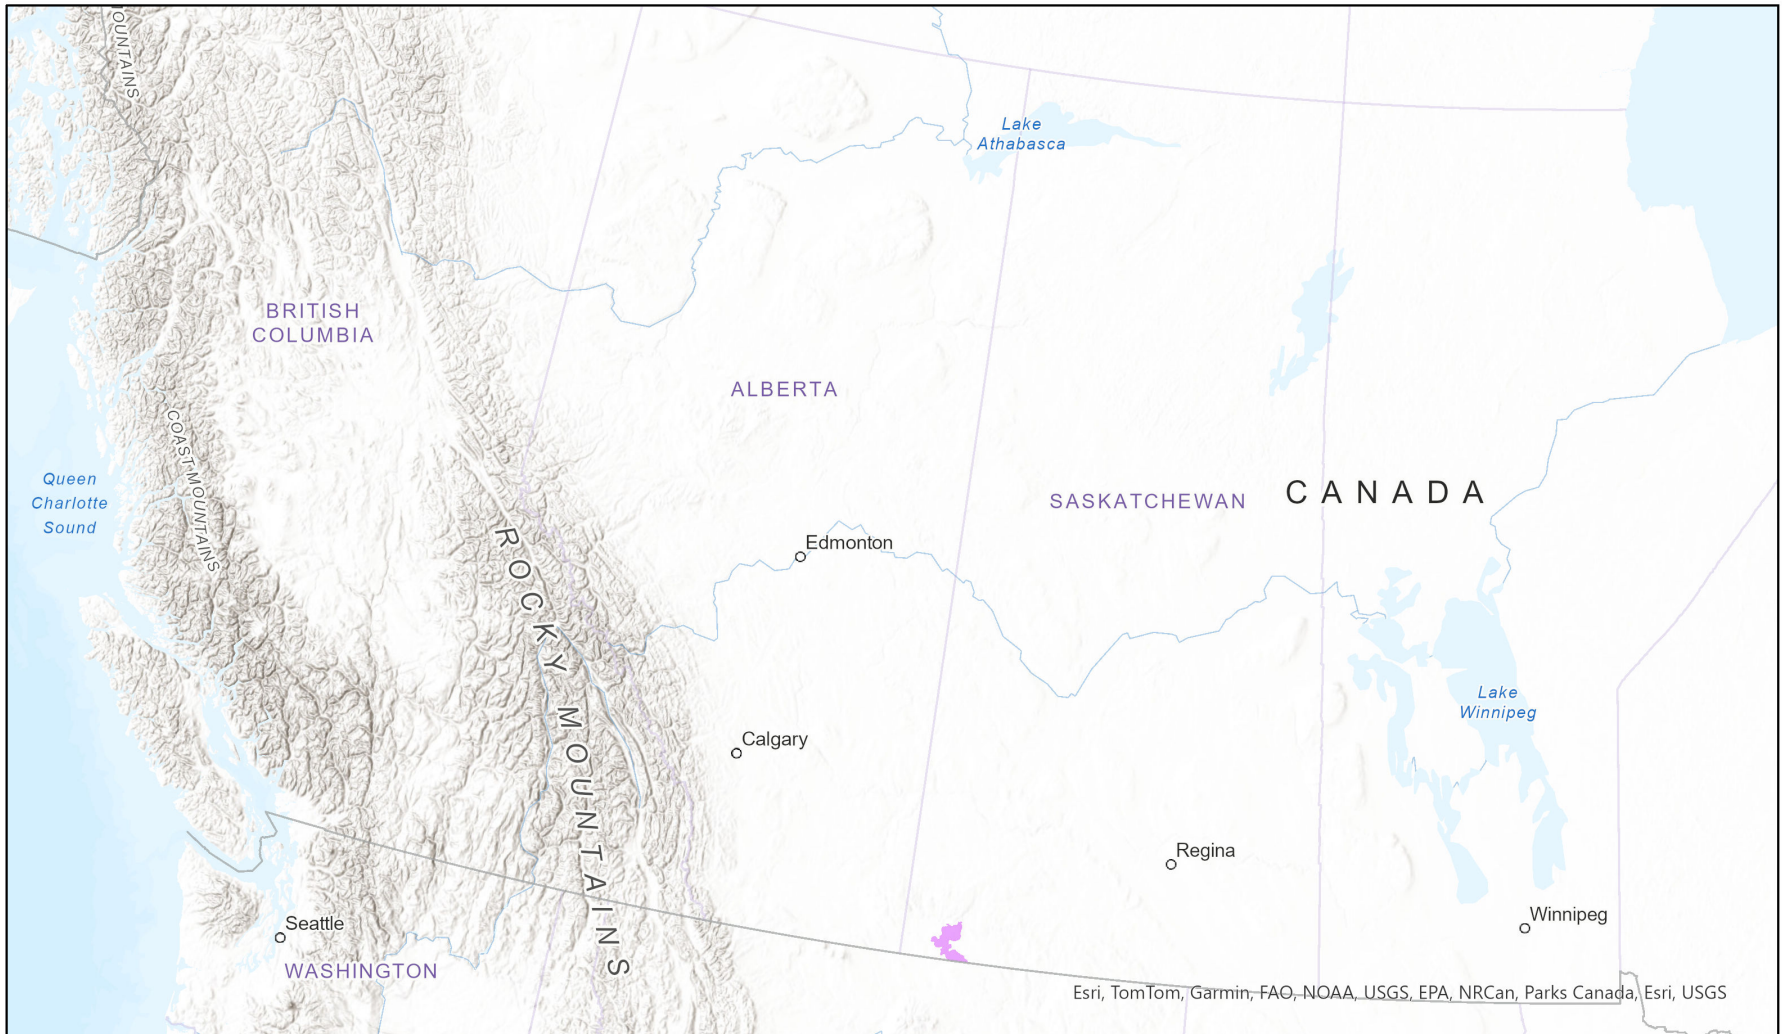 OUNTAINS
Lake
Athabasca
BRITISH
COLUMBIA
ALBERTA
COAST MOUNTAINS
Queen
Charlotte
Sound
SASKATCHEWAN
CANADA
Edmonton
ROCKY MOUNTAINS
Lake
Winnipeg
Calgary
Regina
Seattle
Winnipeg
WASHINGTON
Esri, TomTom, Garmin, FAO, NOAA, USGS, EPA, NRCan, Parks Canada, Esri, USGS